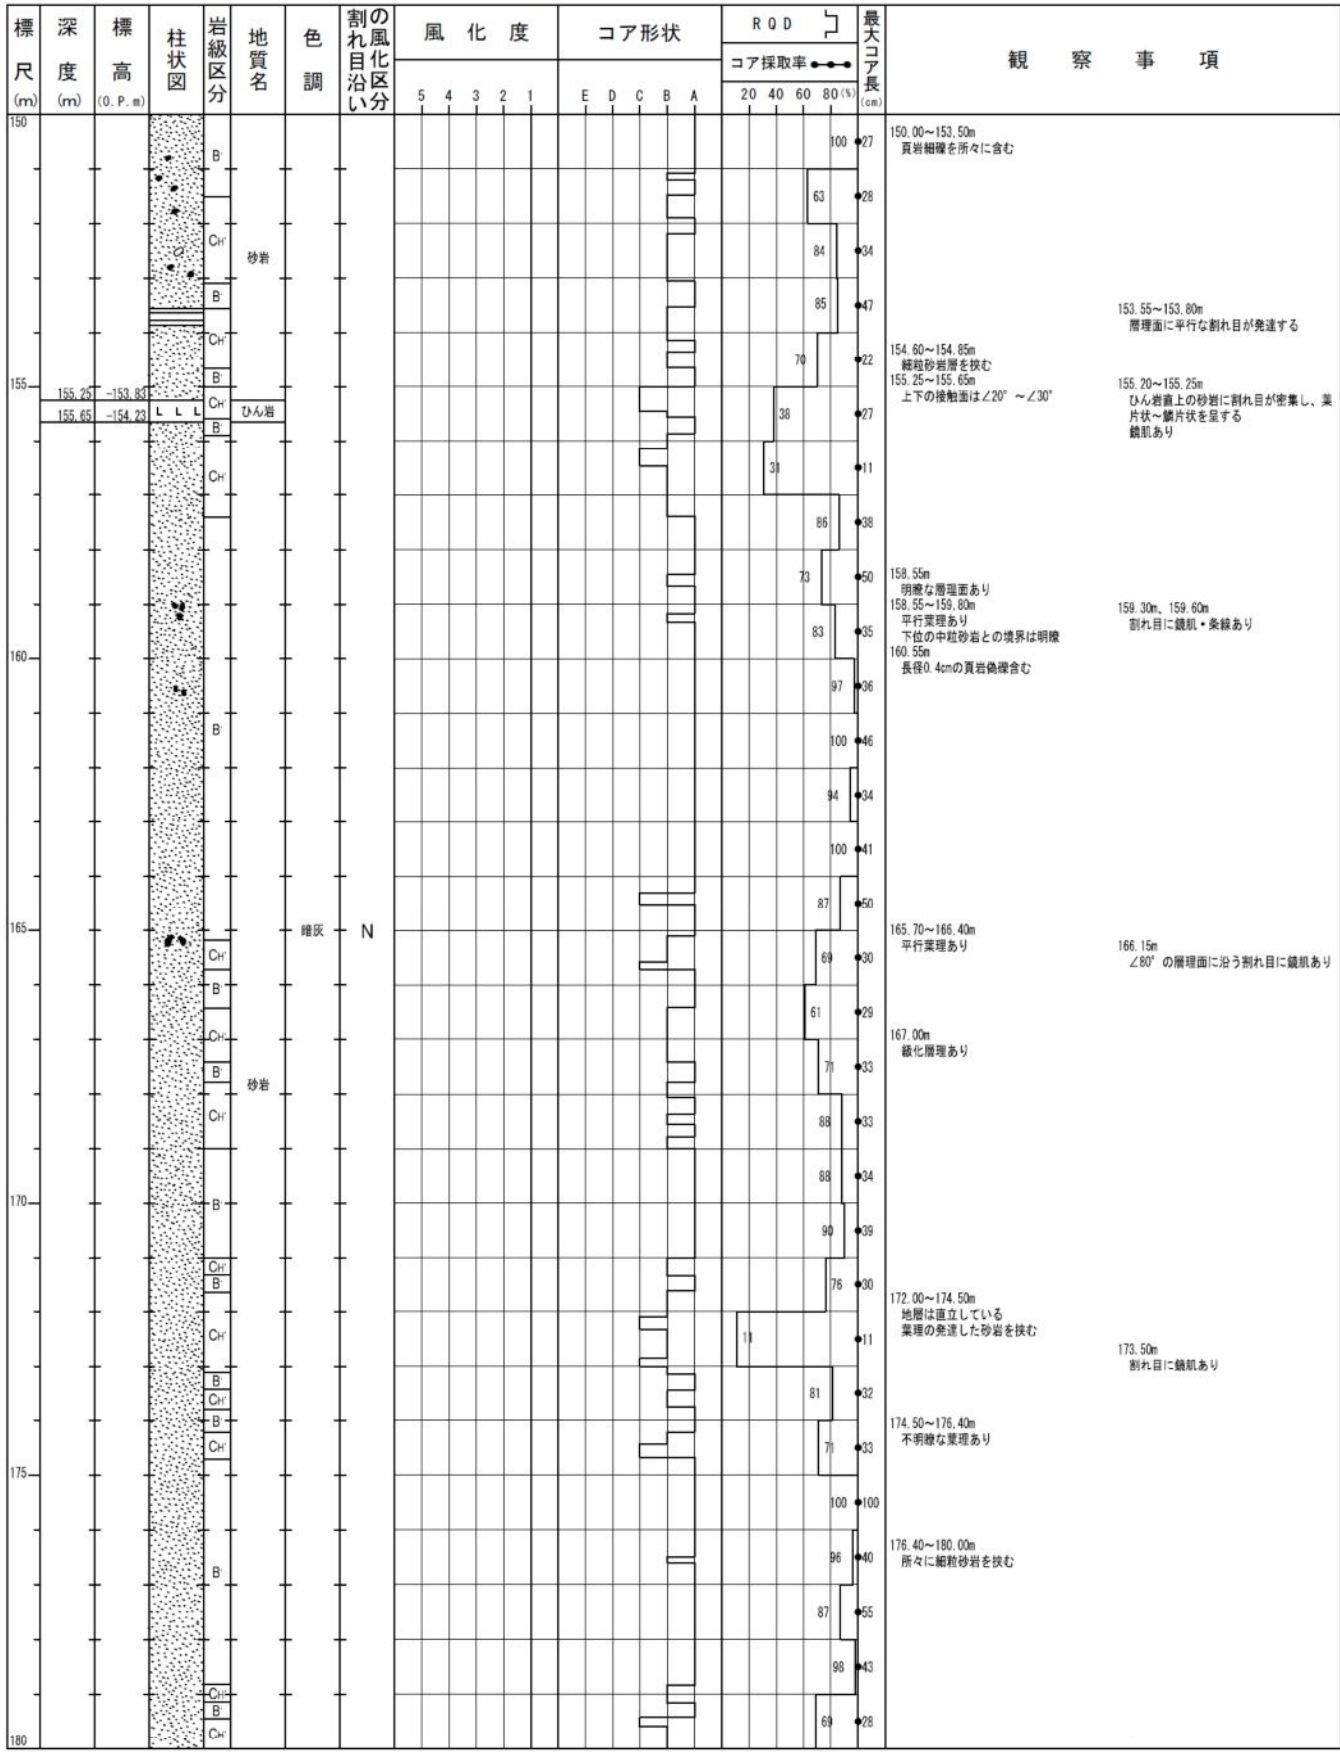 標尺(m)
深度(m)
標高(O.P.m)
柱状図
岩級区分
地質名
色調
割れ目沿い
の風化区分
風化度
5 4 3 2 1
コア形状
E D C B A
RQD
コア採取率
20 40 60 80 (%)
最大コア長(cm)
観察事項
150
B'
100 27
150.00～153.50m
頁岩細礫を所々に含む
63 28
CH'
砂岩
84 34
B'
85 47
153.55～153.80m
層理面に平行な割れ目が発達する
CH'
70 22
154.60～154.85m
細粒砂岩層を挟む
B'
155
155.25 -153.83
CH'
155.25～155.65m
上下の接触面は∠20°～∠30°
155.20～155.25m
ひん岩直上の砂岩に割れ目が密集し、葉
片状～鱗片状を呈する
鏡肌あり
155.65 -154.23
L L L
ひん岩
38 27
B'
CH'
31 11
86 38
73 50
158.55m
明瞭な層理面あり
158.55～159.80m
平行葉理あり
下位の中粒砂岩との境界は明瞭
83 35
159.30m、159.60m
割れ目に鏡肌・条線あり
160
160.55m
長径0.4cmの頁岩偽礫含む
97 36
B'
100 46
94 34
100 41
87 50
165
暗灰
N
165.70～166.40m
平行葉理あり
CH'
69 30
166.15m
∠80°の層理面に沿う割れ目に鏡肌あり
B'
61 29
CH'
167.00m
級化層理あり
B'
71 33
砂岩
CH'
88 33
88 34
170
B'
90 39
CH'
B'
76 30
172.00～174.50m
地層は直立している
葉理の発達した砂岩を挟む
CH'
11 11
173.50m
割れ目に鏡肌あり
B'
CH'
81 32
B'
174.50～176.40m
不明瞭な葉理あり
CH'
71 33
175
100 100
96 40
176.40～180.00m
所々に細粒砂岩を挟む
B'
87 55
98 43
CH'
B'
69 28
CH'
180